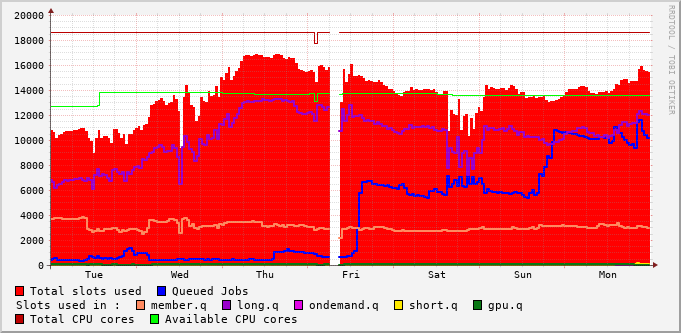 20000
18000
16000
14000
12000
10000
8000
6000
4000
2000
0
Tue Wed Thu Fri Sat Sun Mon
RRDTOOL / TOBI OETIKER
Total slots used Queued Jobs
Slots used in : member.q long.q ondemand.q short.q gpu.q
Total CPU cores Available CPU cores